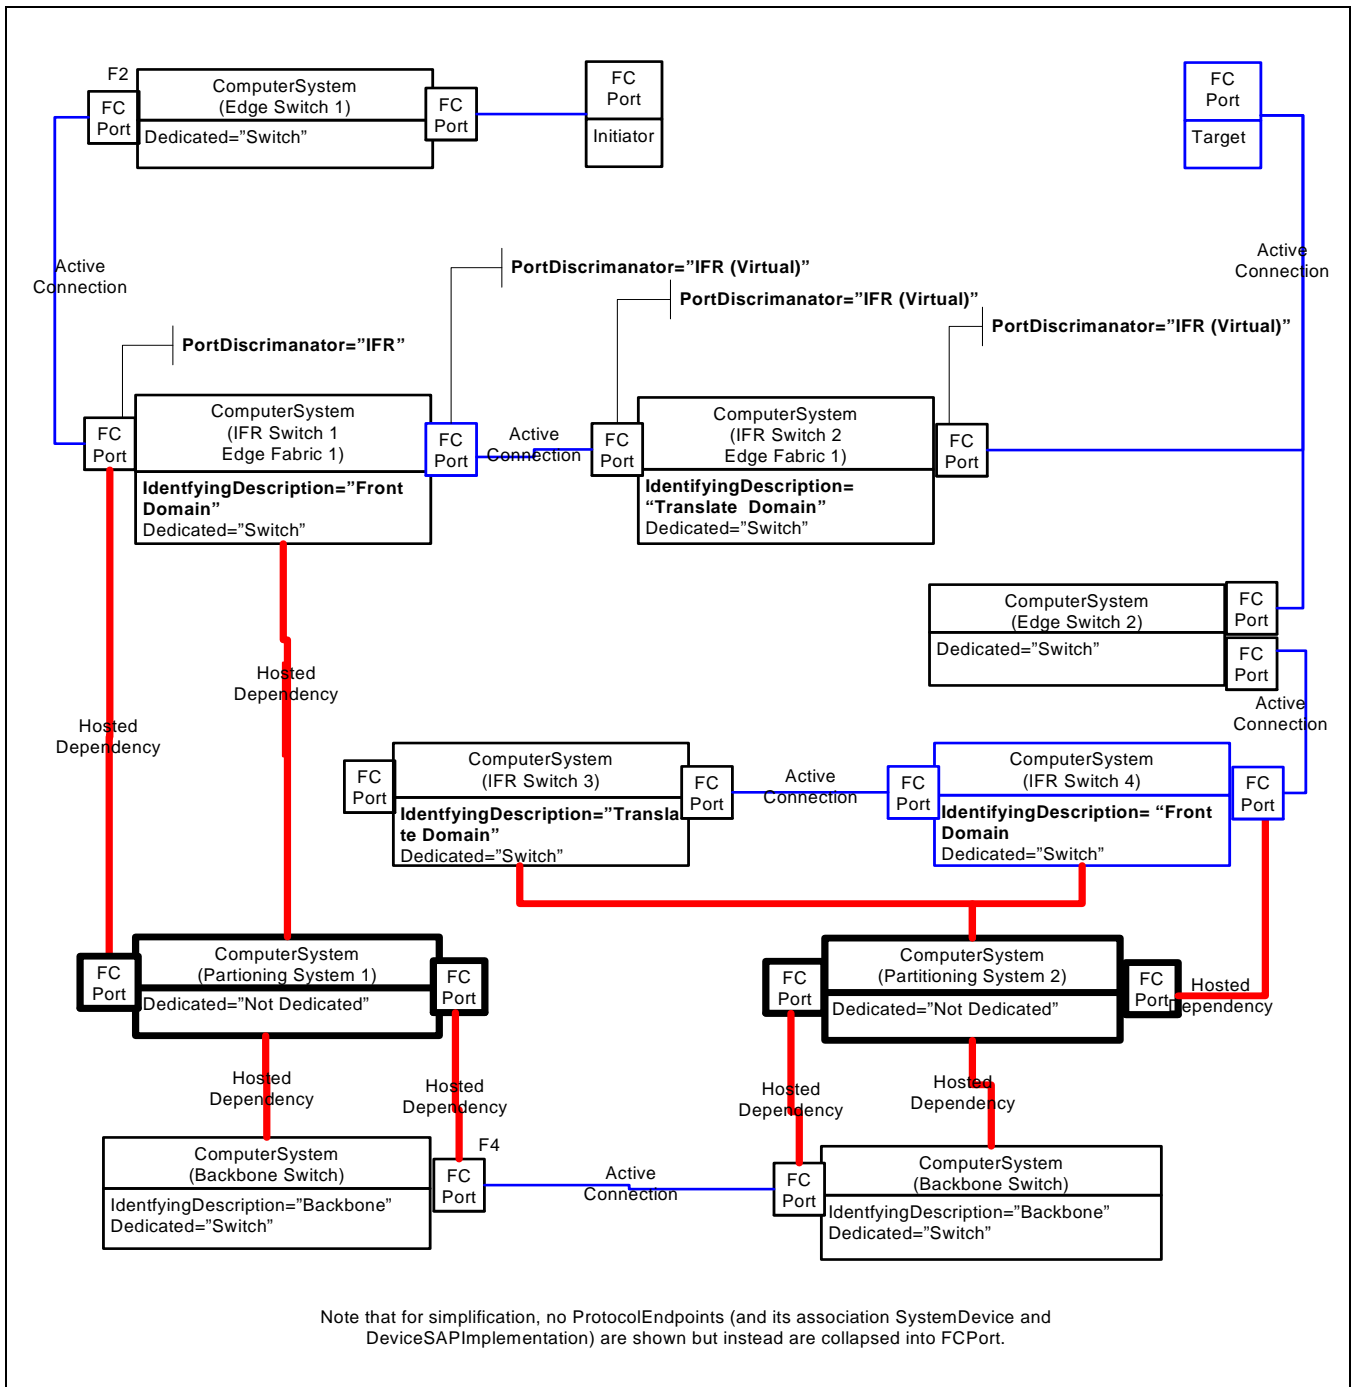 F2
FC
Port
ComputerSystem
(Edge Switch 1)
Dedicated=”Switch”
FC
Port
FC
Port
Initiator
FC
Port
Target
Active
Connection
Active
Connection
PortDiscrimanator=”IFR (Virtual)”
PortDiscrimanator=”IFR (Virtual)”
PortDiscrimanator=”IFR (Virtual)”
PortDiscrimanator=”IFR”
FC
Port
ComputerSystem
(IFR Switch 1
Edge Fabric 1)
IdentfyingDescription=”Front
Domain”
Dedicated=”Switch”
FC
Port
Active
Connection
FC
Port
ComputerSystem
(IFR Switch 2
Edge Fabric 1)
IdentifyingDescription=
“Translate Domain”
Dedicated=”Switch”
FC
Port
ComputerSystem
(Edge Switch 2)
Dedicated=”Switch”
FC
Port
FC
Port
Hosted
Dependency
Hosted
Dependency
Active
Connection
FC
Port
ComputerSystem
(IFR Switch 3)
IdentfyingDescription=”Transla
te Domain”
Dedicated=”Switch”
FC
Port
Active
Connection
FC
Port
ComputerSystem
(IFR Switch 4)
IdentifyingDescription= “Front
Domain
Dedicated=”Switch”
FC
Port
FC
Port
ComputerSystem
(Partioning System 1)
Dedicated=”Not Dedicated”
FC
Port
FC
Port
ComputerSystem
(Partitioning System 2)
Dedicated=”Not Dedicated”
FC
Port
Hosted
Dependency
Hosted
Dependency
Hosted
Dependency
Hosted
Dependency
Hosted
Dependency
ComputerSystem
(Backbone Switch)
IdentfyingDescription=”Backbone”
Dedicated=”Switch”
F4
FC
Port
Active
Connection
FC
Port
ComputerSystem
(Backbone Switch)
IdentfyingDescription=”Backbone”
Dedicated=”Switch”
Note that for simplification, no ProtocolEndpoints (and its association SystemDevice and
DeviceSAPImplementation) are shown but instead are collapsed into FCPort.